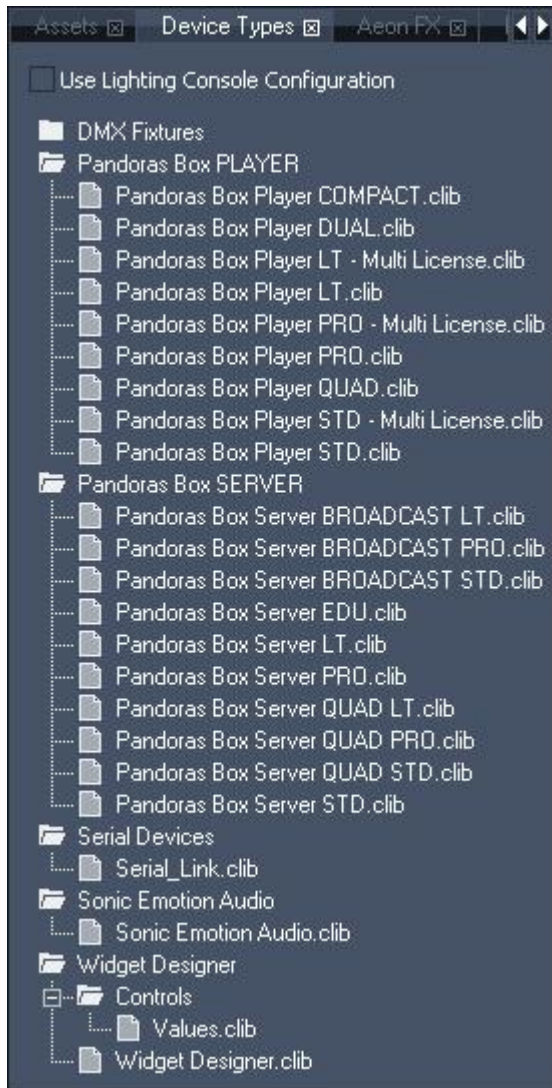 Assets Device Types Aeon FX
Use Lighting Console Configuration
DMX Fixtures
Pandoras Box PLAYER
Pandoras Box Player COMPACT.clib
Pandoras Box Player DUAL.clib
Pandoras Box Player LT - Multi License.clib
Pandoras Box Player LT.clib
Pandoras Box Player PRO - Multi License.clib
Pandoras Box Player PRO.clib
Pandoras Box Player QUAD.clib
Pandoras Box Player STD - Multi License.clib
Pandoras Box Player STD.clib
Pandoras Box SERVER
Pandoras Box Server BROADCAST LT.clib
Pandoras Box Server BROADCAST PRO.clib
Pandoras Box Server BROADCAST STD.clib
Pandoras Box Server EDU.clib
Pandoras Box Server LT.clib
Pandoras Box Server PRO.clib
Pandoras Box Server QUAD LT.clib
Pandoras Box Server QUAD PRO.clib
Pandoras Box Server QUAD STD.clib
Pandoras Box Server STD.clib
Serial Devices
Serial_Link.clib
Sonic Emotion Audio
Sonic Emotion Audio.clib
Widget Designer
Controls
Values.clib
Widget Designer.clib